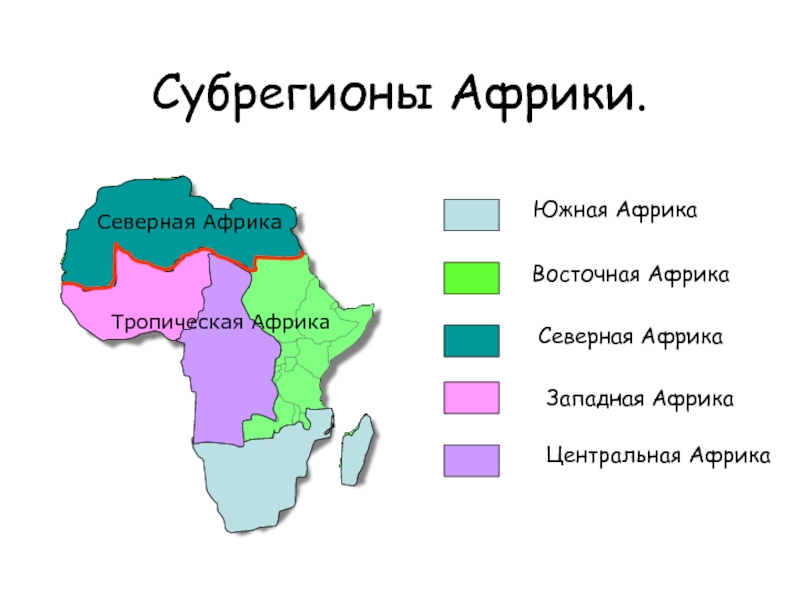 Субрегионы Африки.
Северная Африка
Тропическая Африка
Южная Африка
Восточная Африка
Северная Африка
Западная Африка
Центральная Африка